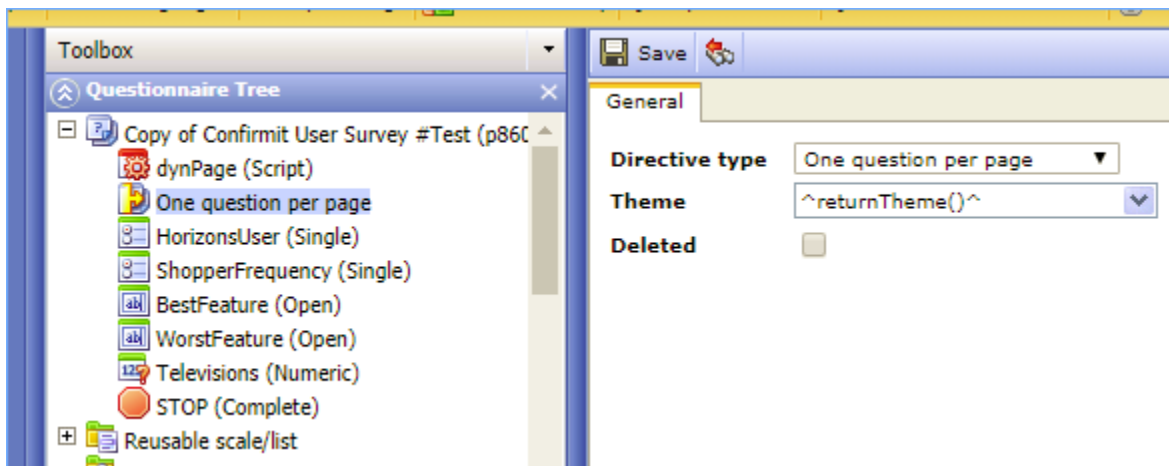 Toolbox
Questionnaire Tree
Copy of Confirmit User Survey #Test (p860
dynPage (Script)
One question per page
HorizonsUser (Single)
ShopperFrequency (Single)
BestFeature (Open)
WorstFeature (Open)
Televisions (Numeric)
STOP (Complete)
Reusable scale/list
Save
General
Directive type One question per page
Theme ^returnTheme()^
Deleted